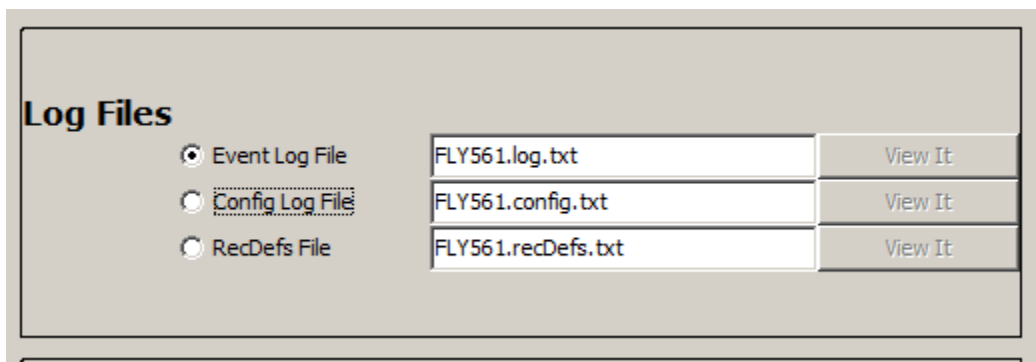 Log Files
Event Log File FLY561.log.txt View It
Config Log File FLY561.config.txt View It
RecDefs File FLY561.recDefs.txt View It